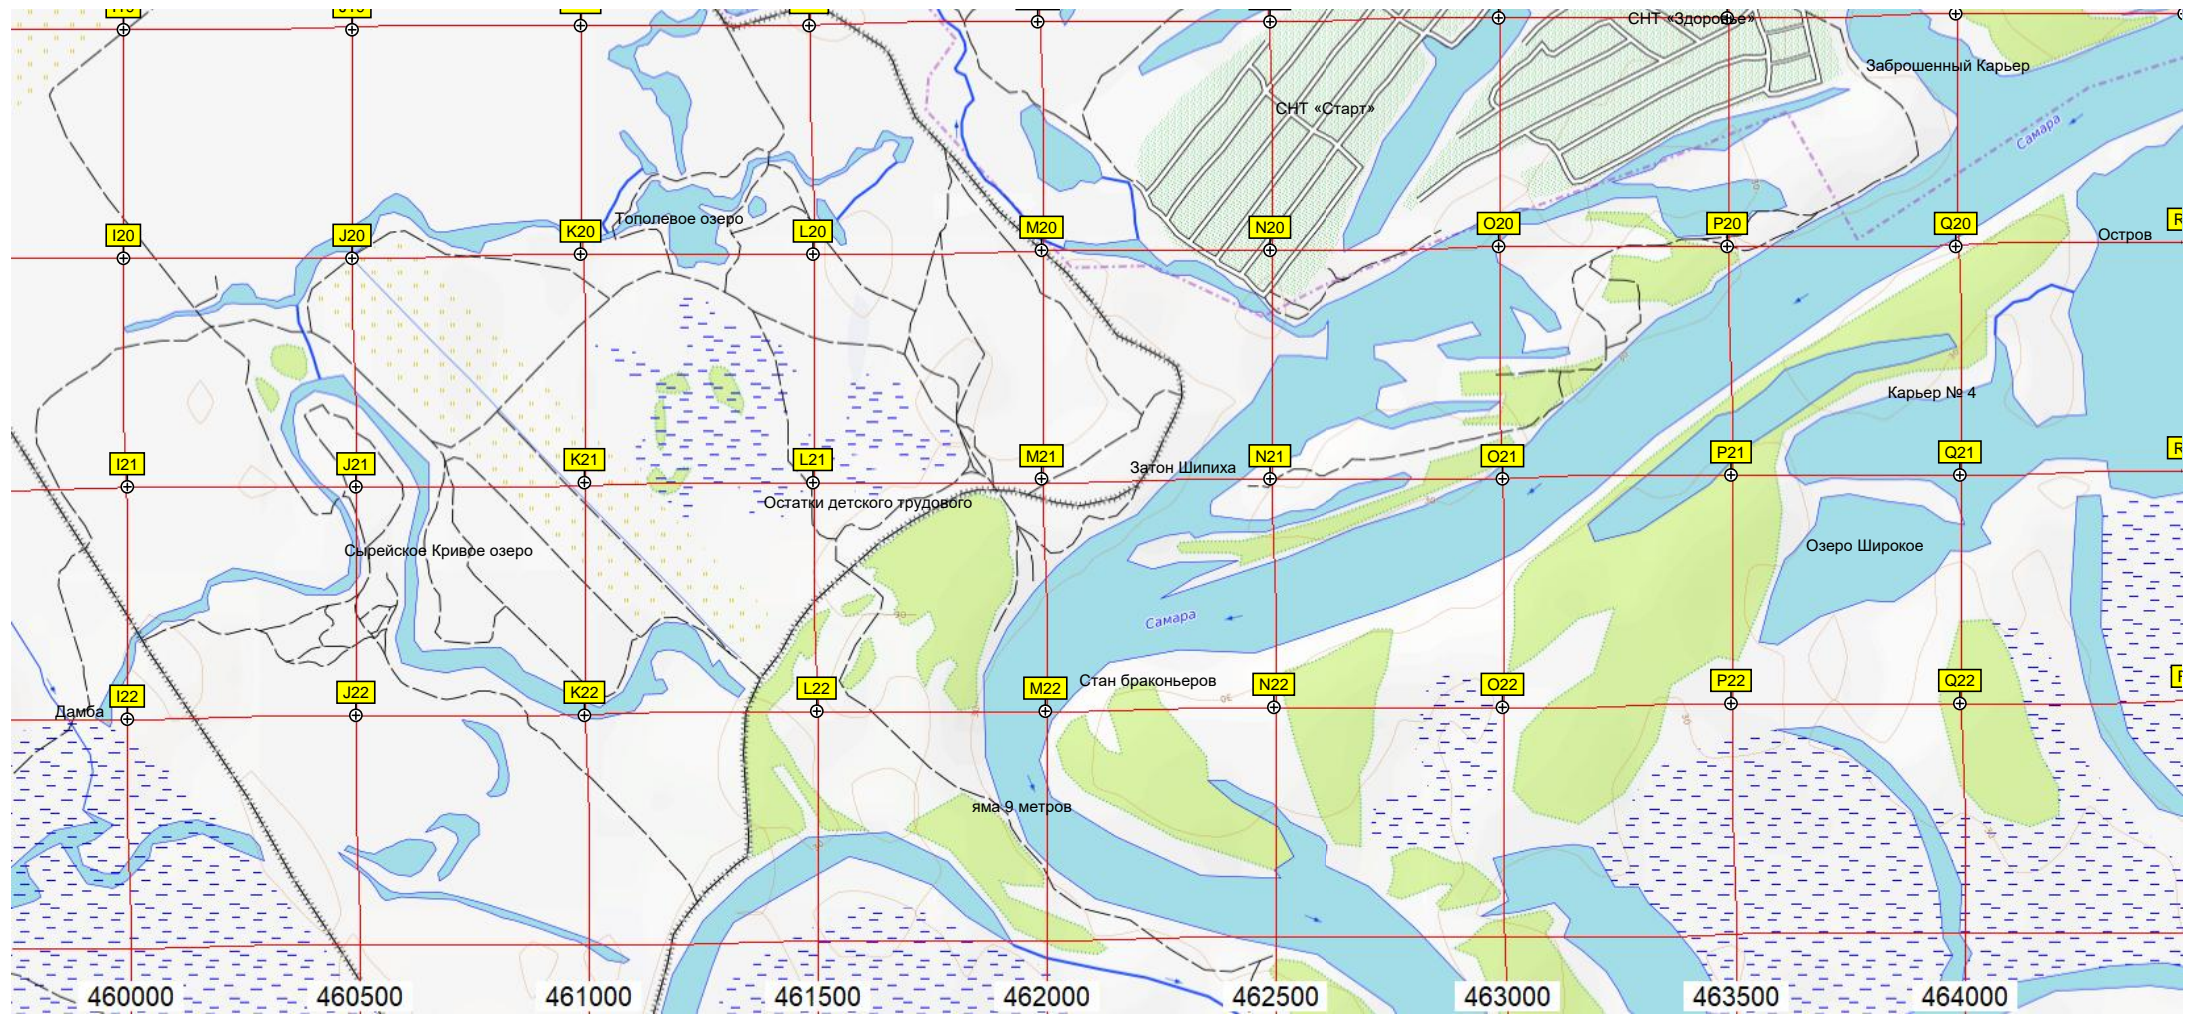 СНТ «Здоровье»
Заброшенный Карьер
СНТ «Старт»
Самара
Тополевое озеро
I20
J20
K20
L20
M20
N20
O20
P20
Q20
Остров
Карьер № 4
I21
J21
K21
L21
M21
N21
O21
P21
Q21
Затон Шипиха
Остатки детского трудового
30
Сырейское Кривое озеро
Озеро Широкое
Самара
Стан браконьеров
30
I22
J22
K22
L22
M22
N22
O22
P22
Q22
Дамба
яма 9 метров
460000 460500 461000 461500 462000 462500 463000 463500 464000